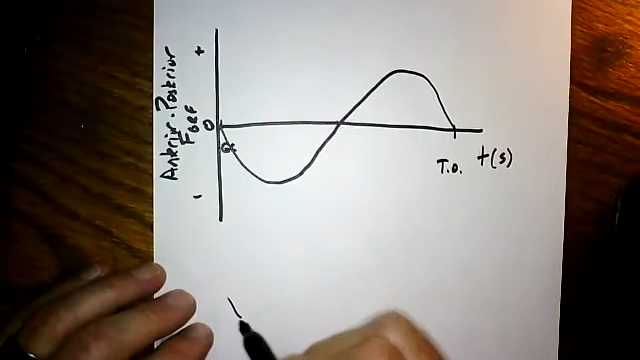 Anterior-Posterior
Force
+
0
-
T.O.
t(s)